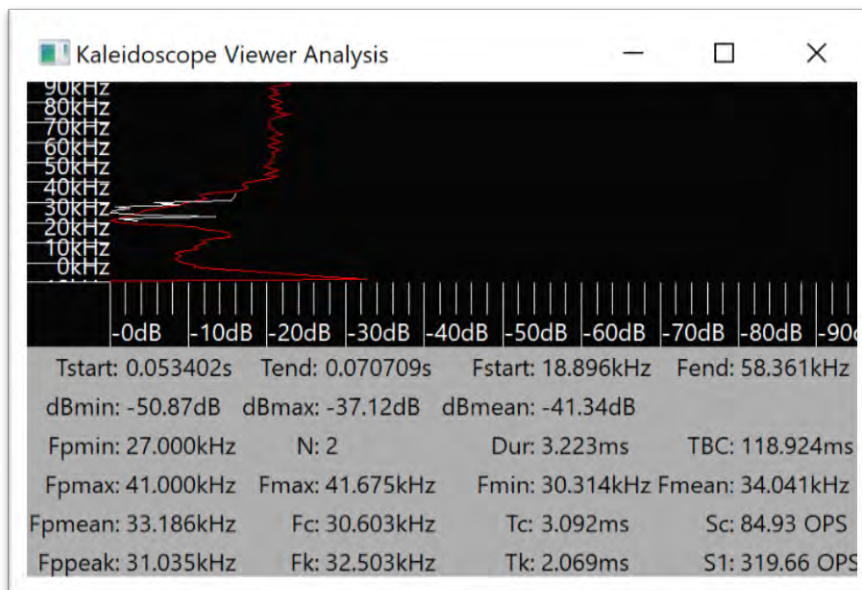 Kaleidoscope Viewer Analysis
90kHz
80kHz
70kHz
60kHz
50kHz
40kHz
30kHz
20kHz
10kHz
0kHz
-0dB -10dB -20dB -30dB -40dB -50dB -60dB -70dB -80dB
Tstart: 0.053402s Tend: 0.070709s Fstart: 18.896kHz Fend: 58.361kHz
dBmin: -50.87dB dBmax: -37.12dB dBmean: -41.34dB
Fpmin: 27.000kHz N: 2 Dur: 3.223ms TBC: 118.924ms
Fpmax: 41.000kHz Fmax: 41.675kHz Fmin: 30.314kHz Fmean: 34.041kHz
Fpmean: 33.186kHz Fc: 30.603kHz Tc: 3.092ms Sc: 84.93 OPS
Fppeak: 31.035kHz Fk: 32.503kHz Tk: 2.069ms S1: 319.66 OPS